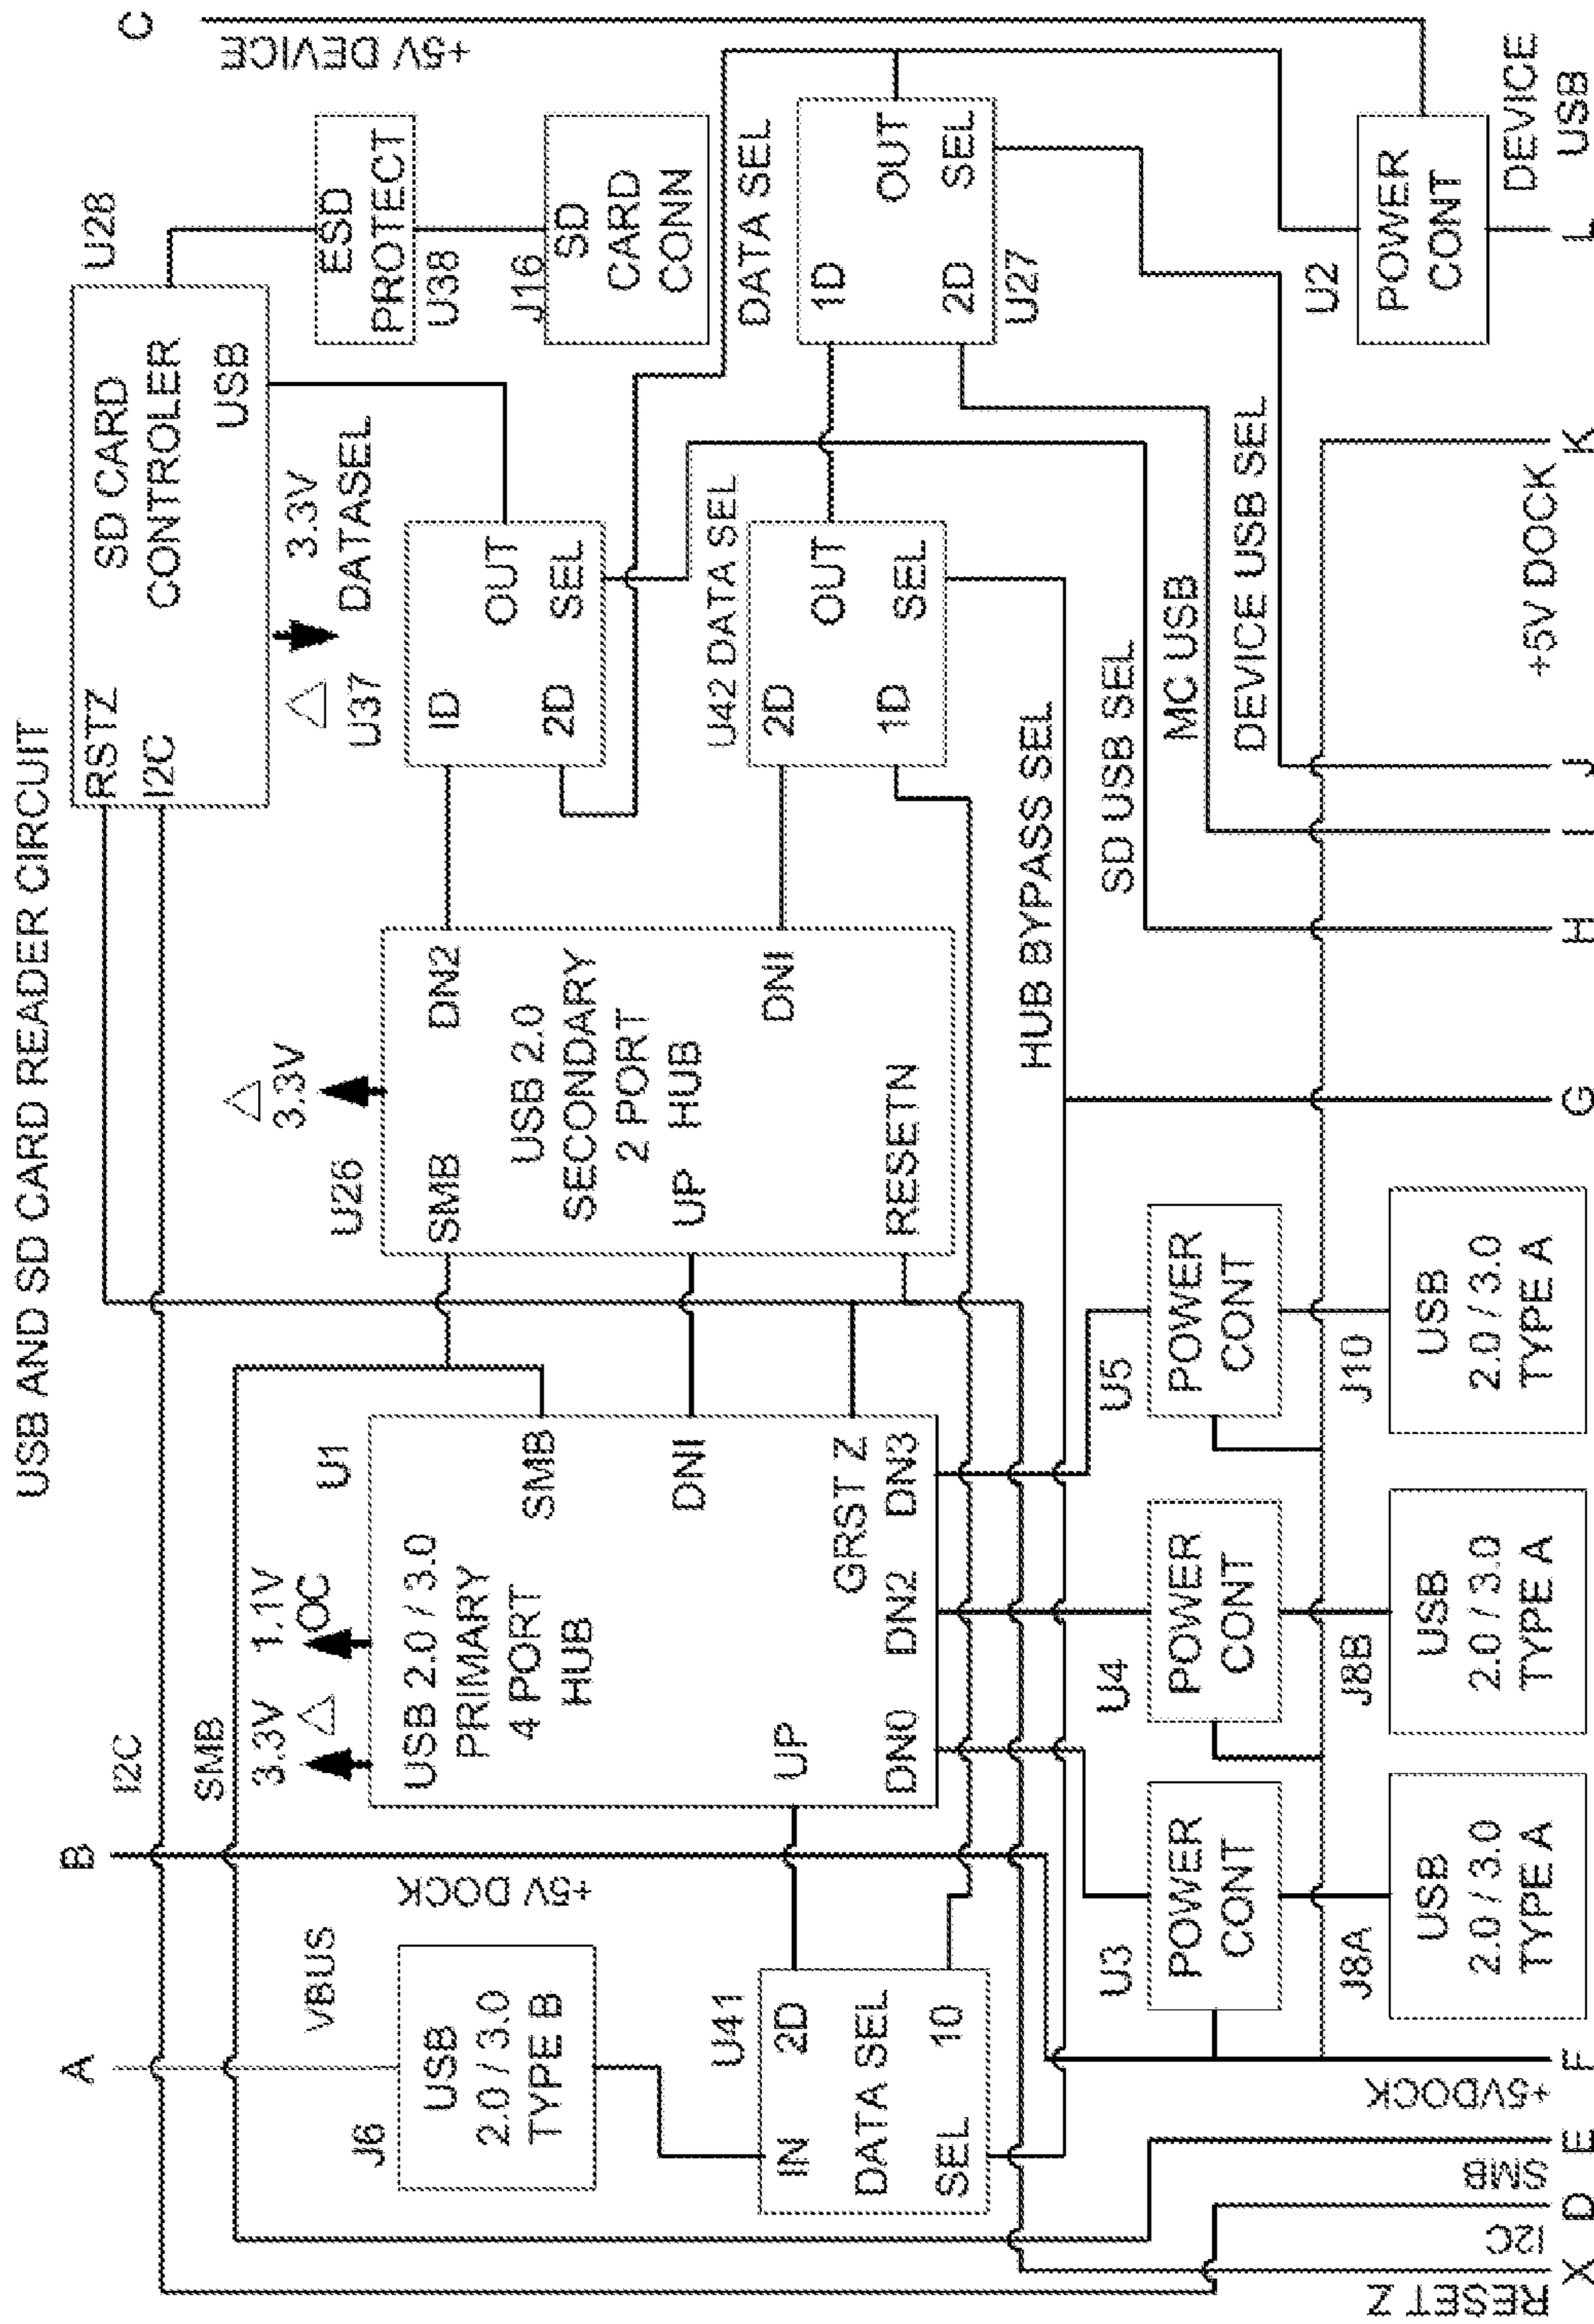 USB AND SD CARD READER CIRCUIT
A
B
C
VBUS
+5V DOCK
I2C
SMB
+5V DEVICE
J6
USB
2.0 / 3.0
TYPE B
U41
IN
2D
DATA SEL
SEL
10
3.3V
1.1V
OC
U1
USB 2.0 / 3.0
PRIMARY
4 PORT
HUB
SMB
DNI
UP
GRST Z
DN0
DN2
DN3
3.3V
U26
SMB
DN2
USB 2.0
SECONDARY
2 PORT
UP
HUB
DNI
RESETN
RSTZ
I2C
SD CARD
CONTROLER
USB
U28
3.3V
U37
DATASEL
ID
OUT
2D
SEL
U42 DATA SEL
2D
OUT
1D
SEL
ESD
PROTECT
U38
J16
SD
CARD
CONN
DATA SEL
1D
OUT
2D
SEL
U27
HUB BYPASS SEL
SD USB SEL
MC USB
DEVICE USB SEL
U3
POWER
CONT
U4
POWER
CONT
U5
POWER
CONT
U2
POWER
CONT
J8A
USB
2.0 / 3.0
TYPE A
J8B
USB
2.0 / 3.0
TYPE A
J10
USB
2.0 / 3.0
TYPE A
RESET Z
I2C
SMB
+5VDOCK
+5V DOCK
DEVICE
USB
X
D
E
F
G
H
I
J
K
L